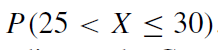 P(25 < X ≤ 30)